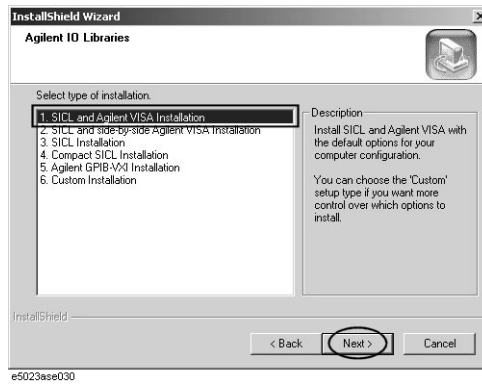 InstallShield Wizard
Agilent IO Libraries
Select type of installation.
1. SICL and Agilent VISA Installation
2. SICL and side-by-side Agilent VISA Installation
3. SICL Installation
4. Compact SICL Installation
5. Agilent GPIB-VXI Installation
6. Custom Installation
Description
Install SICL and Agilent VISA with
the default options for your
computer configuration.
You can choose the 'Custom'
setup type if you want more
control over which options to
install.
InstallShield
< Back
Next >
Cancel
e5023ase030